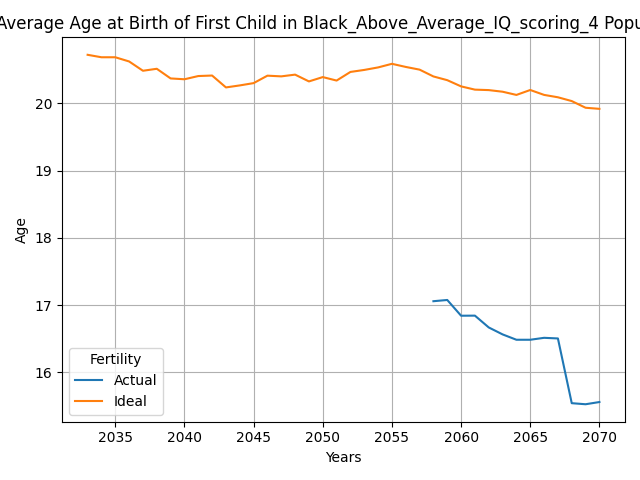 Average Age at Birth of First Child in Black_Above_Average_IQ_scoring_4 Popu
Age
20
19
18
17
16
Fertility
Actual
Ideal
2035 2040 2045 2050 2055 2060 2065 2070
Years